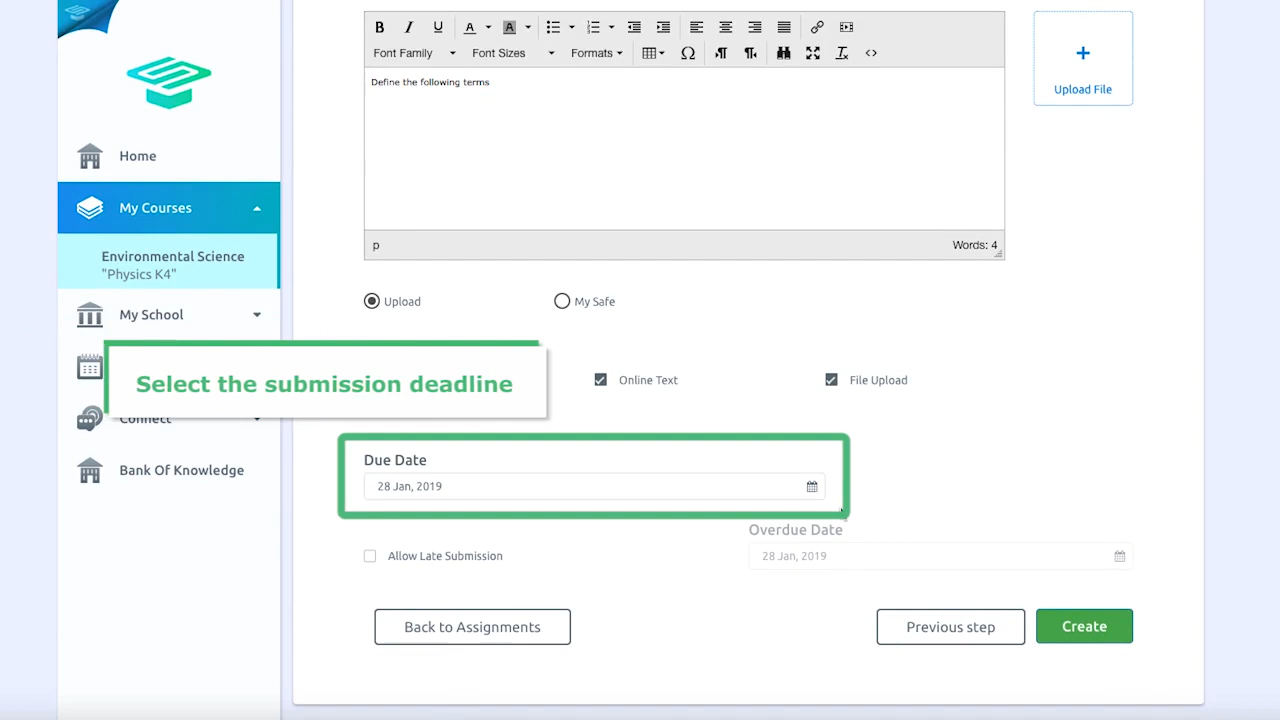 B I U A A
Font Family Font Sizes Formats Ω
Define the following terms
p Words: 4
Upload File
Home
My Courses
Environmental Science
"Physics K4"
My School
Connect
Bank Of Knowledge
Upload My Safe
Select the submission deadline
Online Text File Upload
Due Date
28 Jan, 2019
Overdue Date
Allow Late Submission 28 Jan, 2019
Back to Assignments Previous step Create